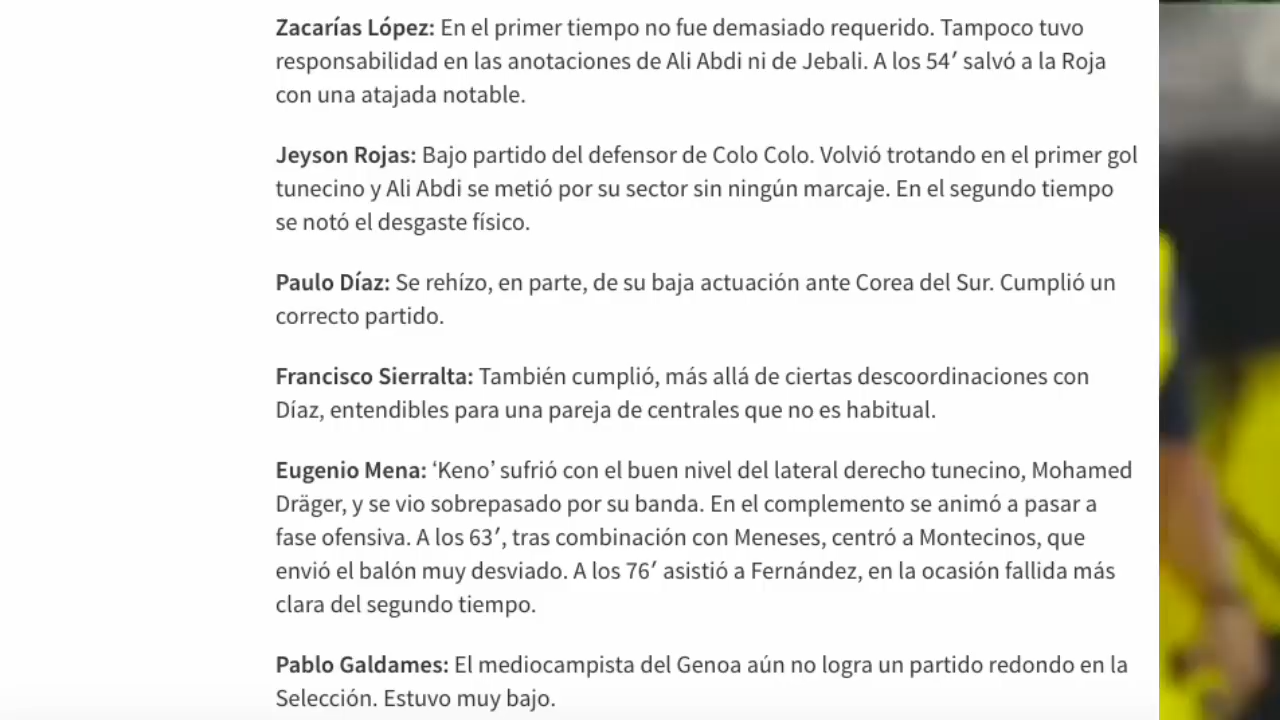 Zacarías López: En el primer tiempo no fue demasiado requerido. Tampoco tuvo
responsabilidad en las anotaciones de Ali Abdi ni de Jebali. A los 54′ salvó a la Roja
con una atajada notable.
Jeyson Rojas: Bajo partido del defensor de Colo Colo. Volvió trotando en el primer gol
tunecino y Ali Abdi se metió por su sector sin ningún marcaje. En el segundo tiempo
se notó el desgaste físico.
Paulo Díaz: Se rehízo, en parte, de su baja actuación ante Corea del Sur. Cumplió un
correcto partido.
Francisco Sierralta: También cumplió, más allá de ciertas descoordinaciones con
Díaz, entendibles para una pareja de centrales que no es habitual.
Eugenio Mena: ‘Keno’ sufrió con el buen nivel del lateral derecho tunecino, Mohamed
Dräger, y se vio sobrepasado por su banda. En el complemento se animó a pasar a
fase ofensiva. A los 63′, tras combinación con Meneses, centró a Montecinos, que
envió el balón muy desviado. A los 76′ asistió a Fernández, en la ocasión fallida más
clara del segundo tiempo.
Pablo Galdames: El mediocampista del Genoa aún no logra un partido redondo en la
Selección. Estuvo muy bajo.